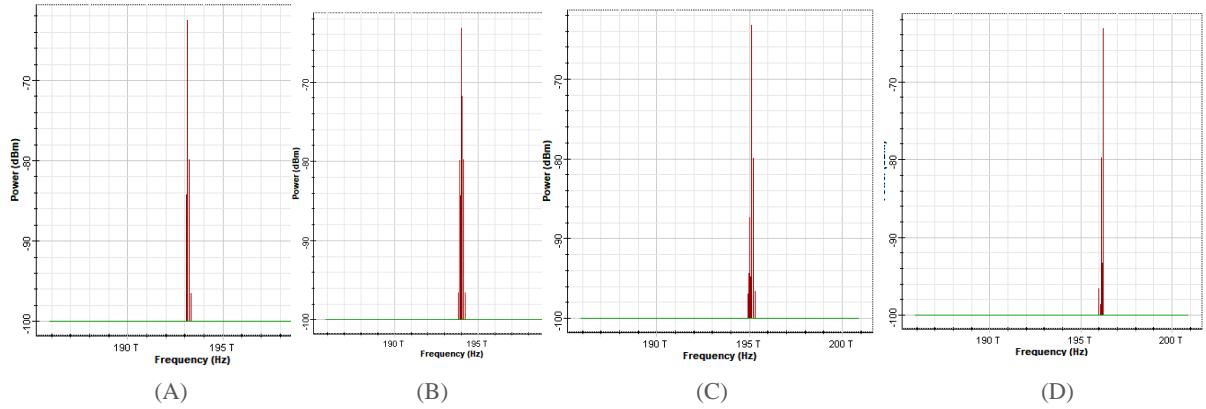 Power (dBm)
-70
-80
-90
-100
190 T
195 T
Frequency (Hz)
(A)
Power (dBm)
-70
-80
-90
-100
190 T
195 T
Frequency (Hz)
(B)
Power (dBm)
-70
-80
-90
-100
190 T
195 T
200 T
Frequency (Hz)
(C)
-70
-80
-90
-100
190 T
195 T
200 T
Frequency (Hz)
(D)